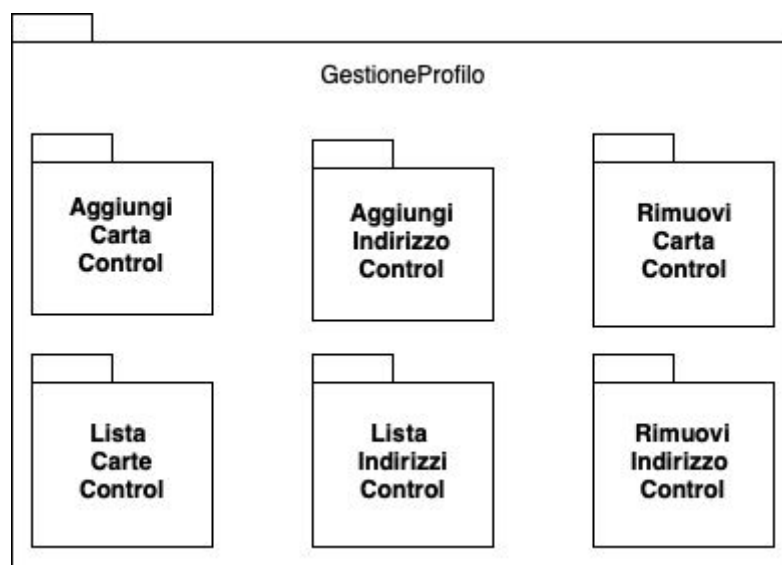 GestioneProfilo
Aggiungi
Carta
Control
Aggiungi
Indirizzo
Control
Rimuovi
Carta
Control
Lista
Carte
Control
Lista
Indirizzi
Control
Rimuovi
Indirizzo
Control